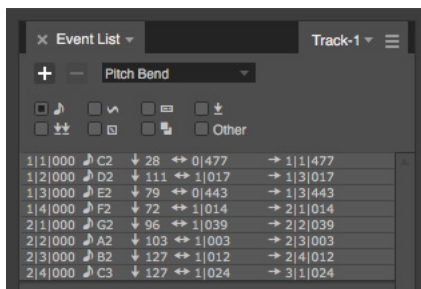 × Event List Track-1
+ − Pitch Bend
Other
1|1|000 ♪ C2 ↓ 28 ↔ 0|477 → 1|1|477
1|2|000 ♪ D2 ↓ 111 ↔ 1|017 → 1|3|017
1|3|000 ♪ E2 ↓ 79 ↔ 0|443 → 1|3|443
1|4|000 ♪ F2 ↓ 72 ↔ 1|014 → 2|1|014
2|1|000 ♪ G2 ↓ 96 ↔ 1|039 → 2|2|039
2|2|000 ♪ A2 ↓ 103 ↔ 1|003 → 2|3|003
2|3|000 ♪ B2 ↓ 127 ↔ 1|012 → 2|4|012
2|4|000 ♪ C3 ↓ 127 ↔ 1|024 → 3|1|024